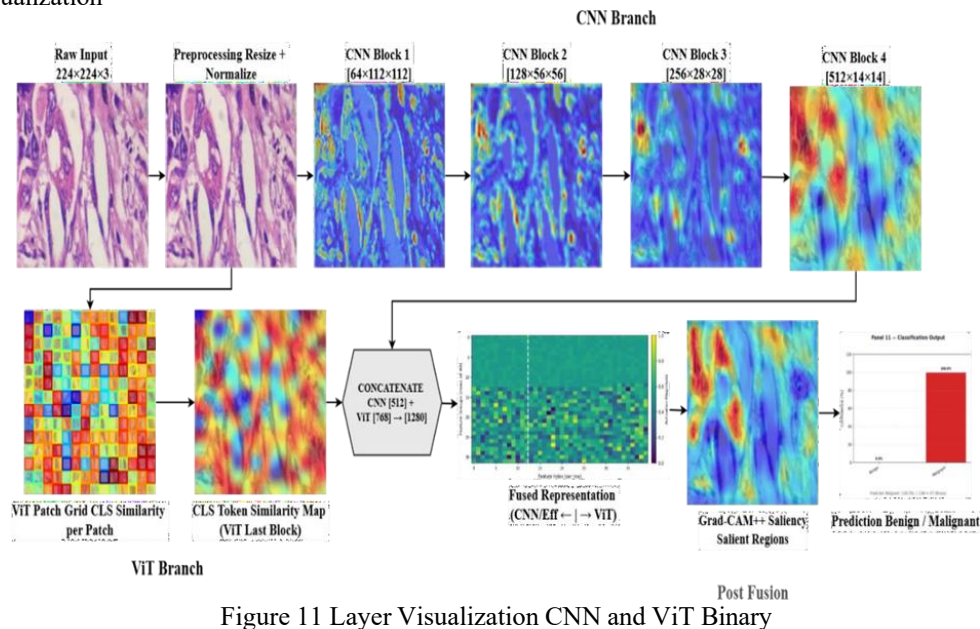 ualization
CNN Branch
Raw Input
224×224×3
Preprocessing Resize +
Normalize
CNN Block 1
[64×112×112]
CNN Block 2
[128×56×56]
CNN Block 3
[256×28×28]
CNN Block 4
[512×14×14]
CONCATENATE
CNN [512] +
ViT [768] → [1280]
Panel 11 — Classification Output
ViT Patch Grid CLS Similarity
per Patch
CLS Token Similarity Map
(ViT Last Block)
Fused Representation
(CNN/Eff ← | → ViT)
Grad-CAM++ Saliency
Salient Regions
Prediction Benign / Malignant
ViT Branch
Post Fusion
Figure 11 Layer Visualization CNN and ViT Binary